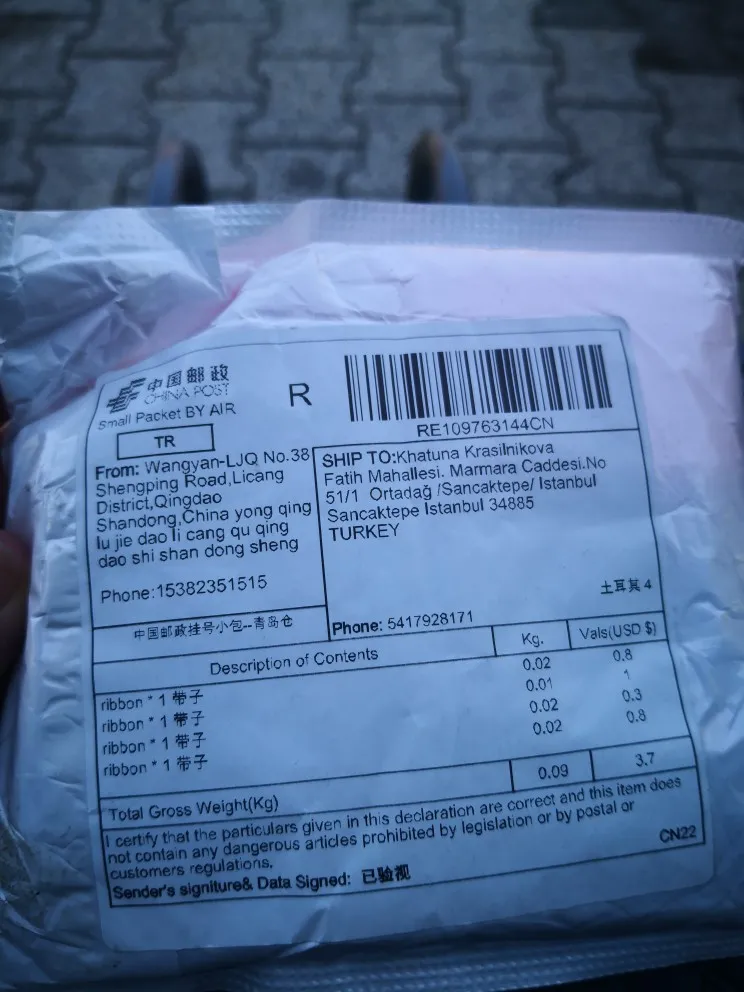 中国邮政
CHINA POST
Small Packet BY AIR
TR
R
RE109763144CN
From: Wangyan-LJQ No.38
Shengping Road,Licang
District,Qingdao
Shandong,China yong qing
lu jie dao li cang qu qing
dao shi shan dong sheng
Phone:15382351515
中国邮政挂号小包--青岛仓
SHIP TO:Khatuna Krasilnikova
Fatih Mahallesi. Marmara Caddesi.No
51/1 Ortadağ /Sancaktepe/ Istanbul
Sancaktepe Istanbul 34885
TURKEY
土耳其 4
Phone: 5417928171
Description of Contents Kg. Vals(USD $)
ribbon * 1 带子 0.02 0.8
ribbon * 1 带子 0.01 1
ribbon * 1 带子 0.02 0.3
ribbon * 1 带子 0.02 0.8
Total Gross Weight(Kg) 0.09 3.7
I certify that the particulars given in this declaration are correct and this item does
not contain any dangerous articles prohibited by legislation or by postal or
customers regulations.
Sender's signiture& Data Signed: 已验视
CN22